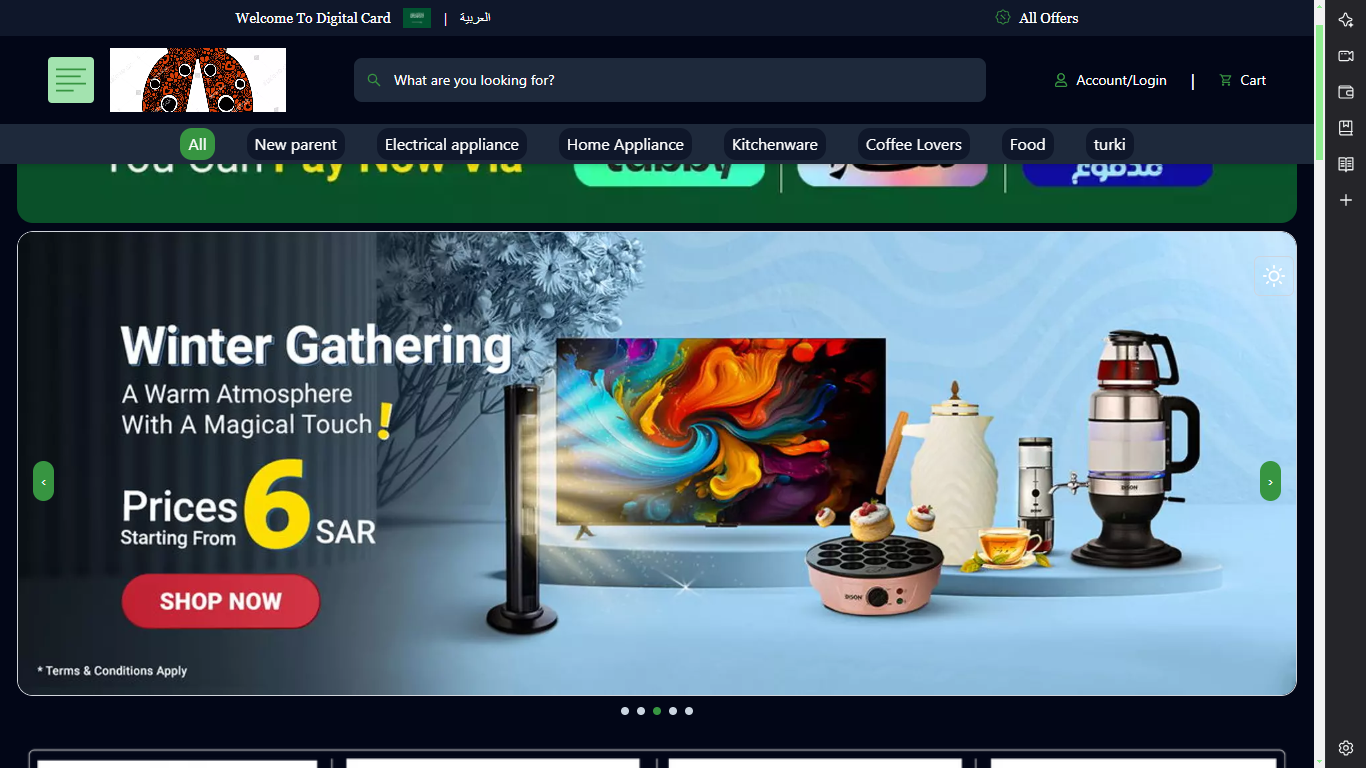 Welcome To Digital Card | العربية
All Offers
What are you looking for?
Account/Login | Cart
All New parent Electrical appliance Home Appliance Kitchenware Coffee Lovers Food turki
You Can Pay Now Via
مدفوع
Winter Gathering
A Warm Atmosphere
With A Magical Touch!
Prices
Starting From 6 SAR
SHOP NOW
* Terms & Conditions Apply
DISON
DISON